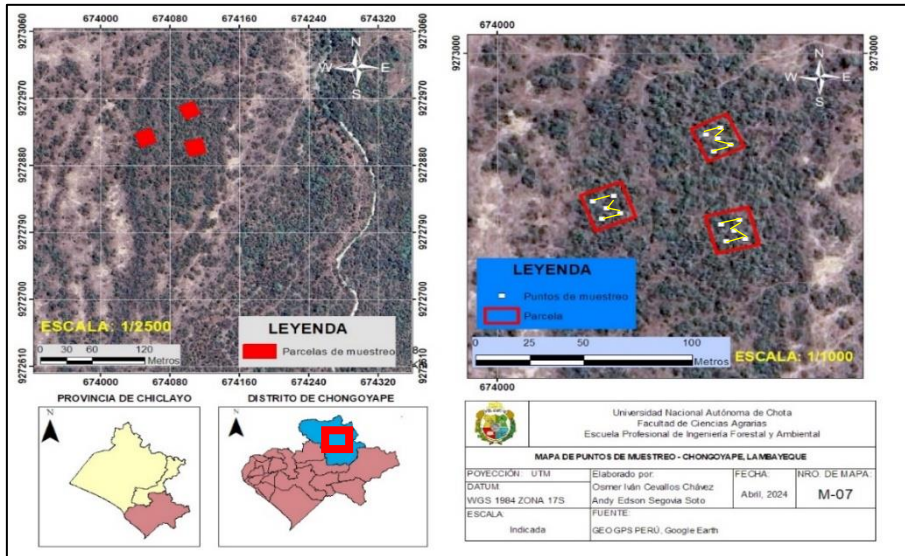 674000 674080 674160 674240 674320
9273060 9272970 9272880 9272790 9272700 9272610
9273060 9272970 9272880 9272790 9272700 9272610
N
W E
S
ESCALA: 1/2500
0 30 60 120
Metros
LEYENDA
Parcelas de muestreo
674000 674080 674160 674240 674320
674000
9273000
9273000
N
W E
S
LEYENDA
Puntos de muestreo
Parcela
0 25 50 100
Metros
ESCALA: 1/1000
674000
PROVINCIA DE CHICLAYO
N
DISTRITO DE CHONGOYAPE
N
Universidad Nacional Autónoma de Chota
Facultad de Ciencias Agrarias
Escuela Profesional de Ingeniería Forestal y Ambiental
MAPA DE PUNTOS DE MUESTREO - CHONGOYAPE, LAMBAYEQUE
POYECCIÓN: UTM
DATUM:
WGS 1984 ZONA 17S
ESCALA:
Indicada
Elaborado por:
Osmer Iván Cevallos Chávez
Andy Edson Segovia Soto
FUENTE:
GEO GPS PERÚ, Google Earth
FECHA:
Abril, 2024
NRO. DE MAPA:
M-07